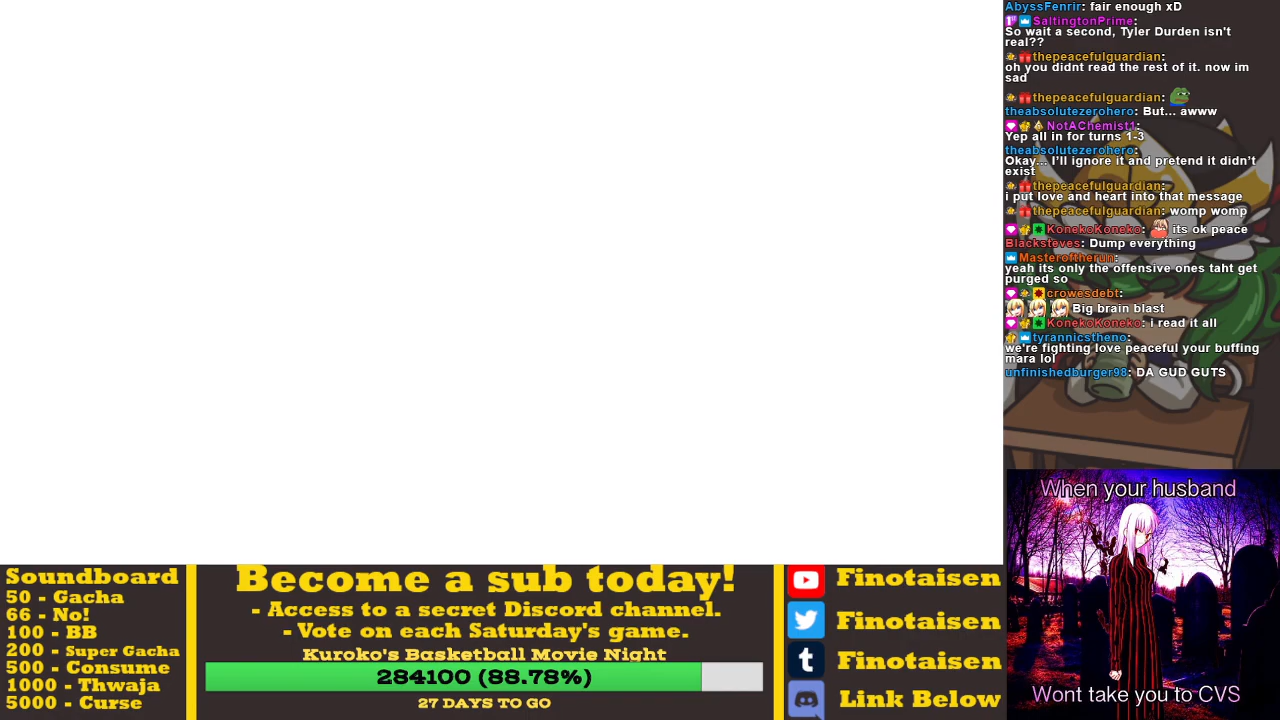 AbyssFenrir: fair enough xD
SaltingtonPrime:
So wait a second, Tyler Durden isn't
real??
thepeacefulguardian:
oh you didnt read the rest of it. now im
sad
thepeacefulguardian:
theabsolutezerohero: But... awww
NotAChemist1:
Yep all in for turns 1-3
theabsolutezerohero:
Okay... I'll ignore it and pretend it didn't
exist
thepeacefulguardian:
i put love and heart into that message
thepeacefulguardian: womp womp
KonekoKoneko: its ok peace
Blacksteves: Dump everything
Masteroftherun:
yeah its only the offensive ones taht get
purged so
crowesdebt:
Big brain blast
KonekoKoneko: i read it all
tyrannicstheno:
we're fighting love peaceful your buffing
mara lol
unfinishedburger98: DA GUD GUTS
When your husband
Wont take you to CVS
Soundboard
50 - Gacha
66 - No!
100 - BB
200 - Super Gacha
500 - Consume
1000 - Thwaja
5000 - Curse
Become a sub today!
- Access to a secret Discord channel.
- Vote on each Saturday's game.
Kuroko's Basketball Movie Night
284100 (88.78%)
27 DAYS TO GO
Finotaisen
Finotaisen
Finotaisen
Link Below